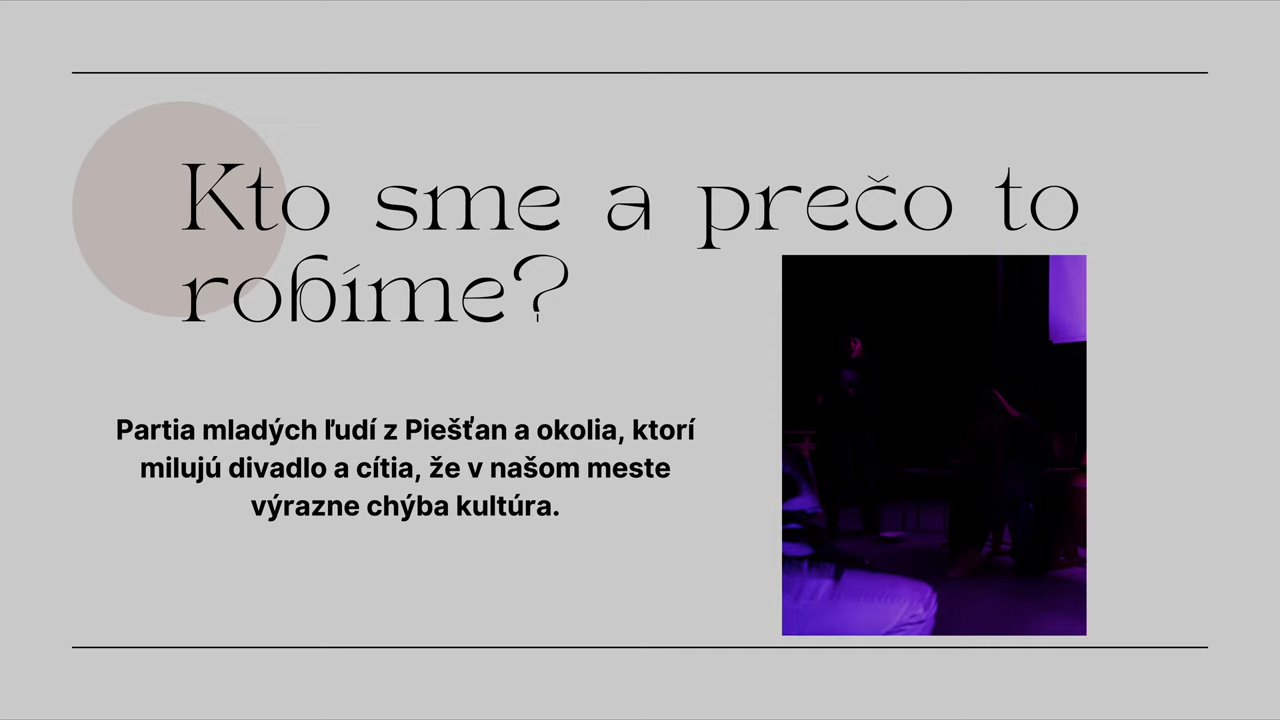 Kto sme a prečo to
robíme?
Partia mladých ľudí z Piešťan a okolia, ktorí
milujú divadlo a cítia, že v našom meste
výrazne chýba kultúra.